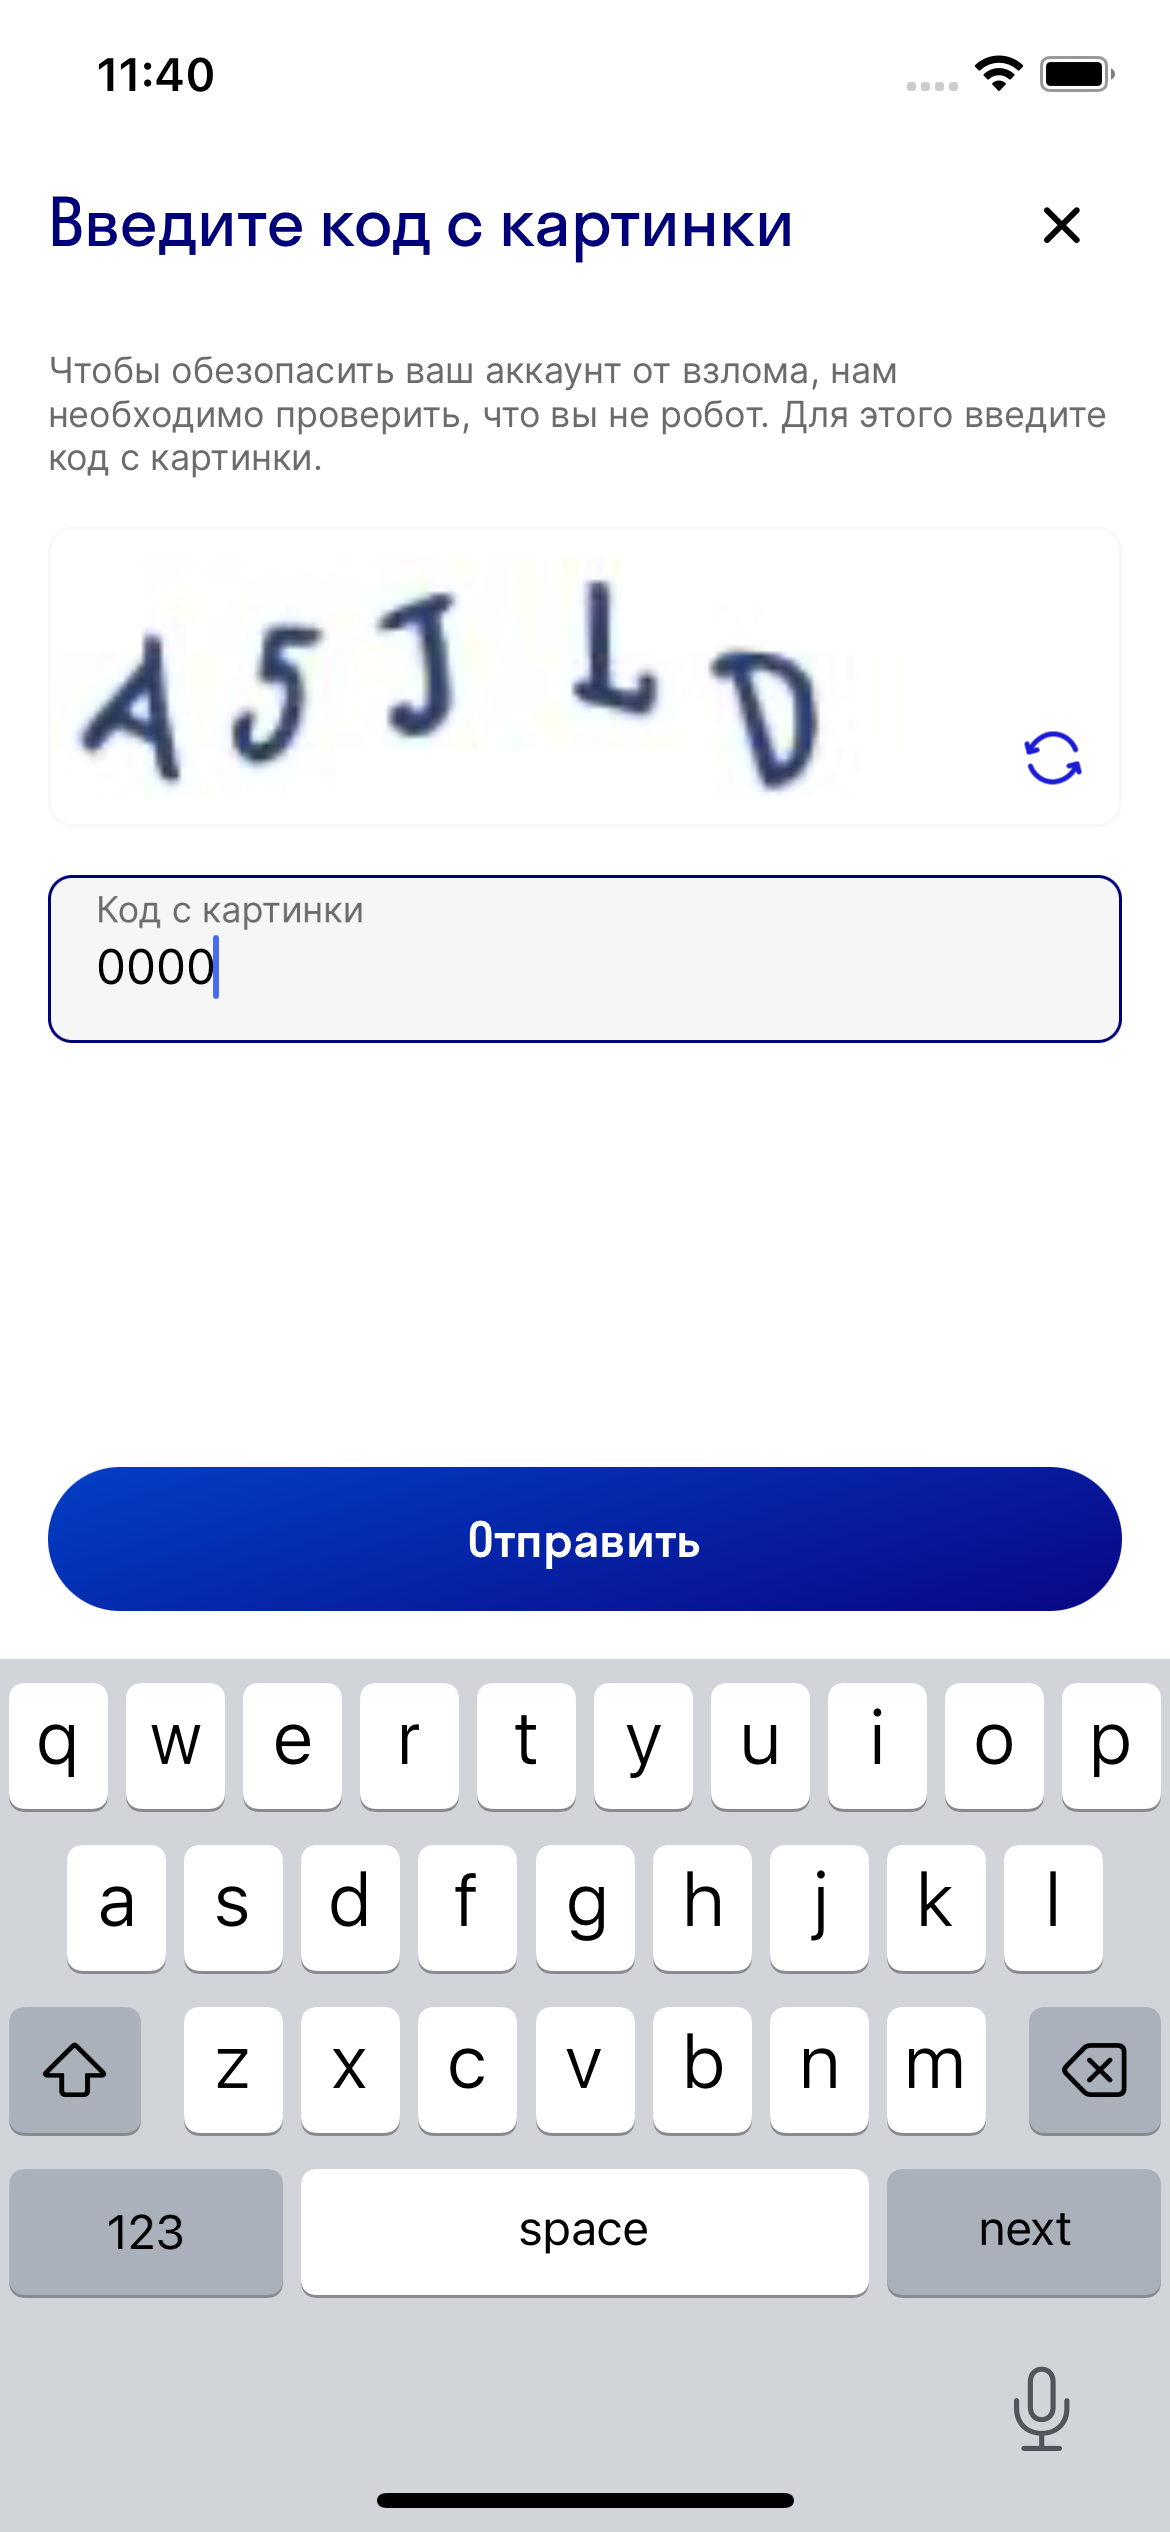 11:40
Введите код с картинки
Чтобы обезопасить ваш аккаунт от взлома, нам
необходимо проверить, что вы не робот. Для этого введите
код с картинки.
A5JLD
Код с картинки
0000
Отправить
q w e r t y u i o p
a s d f g h j k l
z x c v b n m
123 space next